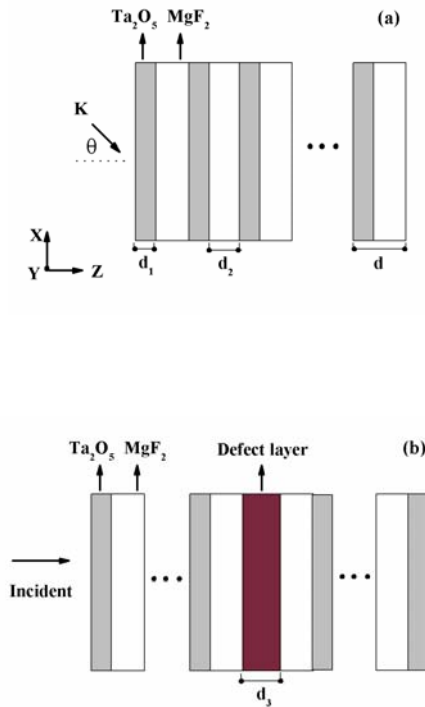 (a)
Ta₂O₅ MgF₂
K
θ
X
Y Z
d₁ d₂ d
(b)
Ta₂O₅ MgF₂ Defect layer
Incident
d₃